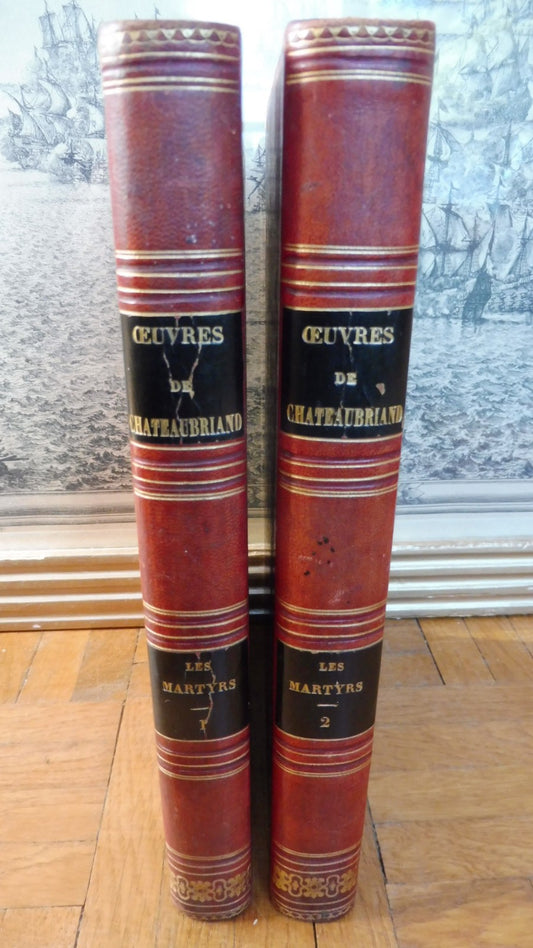 ŒUVRES
DE
CHATEAUBRIAND
LES
MARTYRS
1
ŒUVRES
DE
CHATEAUBRIAND
LES
MARTYRS
2